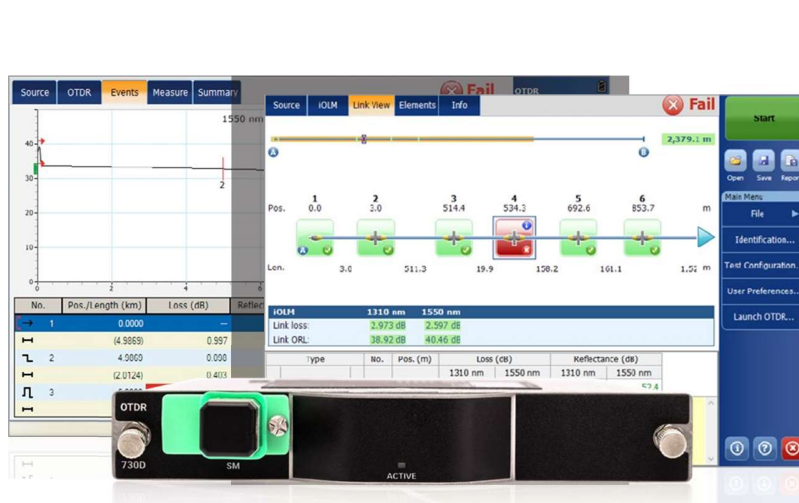 Source OTDR Events Measure Summary
Fail OTDR
1550 nm
40
30
20
10
0
2
4
6
2
No. Pos./Length (km) Loss (dB)
1 0.0000 --
(4.9869) 0.997
2 4.9869 0.098
(2.0124) 0.403
3
Source iOLM Link View Elements Info
Fail
2,379.1 m
A B
1 2 3 4 5 6
Pos. 0.0 3.0 514.4 534.3 692.6 853.7 m
A
Len. 3.0 511.3 19.9 158.2 161.1 m
iOLM 1310 nm 1550 nm
Link loss: 2.973 dB 2.597 dB
Link ORL: 38.92 dB 40.46 dB
Type No. Pos. (m) Loss (dB) Reflectance (dB)
1310 nm 1550 nm 1310 nm 1550 nm
Start
Open Save Report
Main Menu
File
Identification...
Test Configuration...
User Preferences...
Launch OTDR...
OTDR
730D
SM
ACTIVE